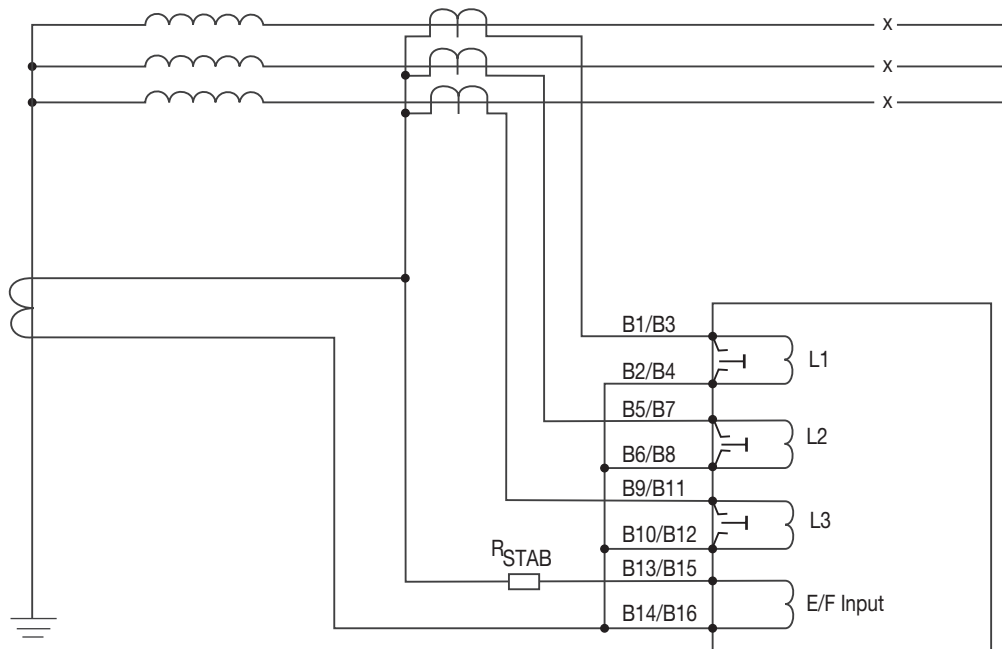 x
x
x
B1/B3
L1
B2/B4
B5/B7
L2
B6/B8
B9/B11
L3
B10/B12
RSTAB
B13/B15
E/F Input
B14/B16